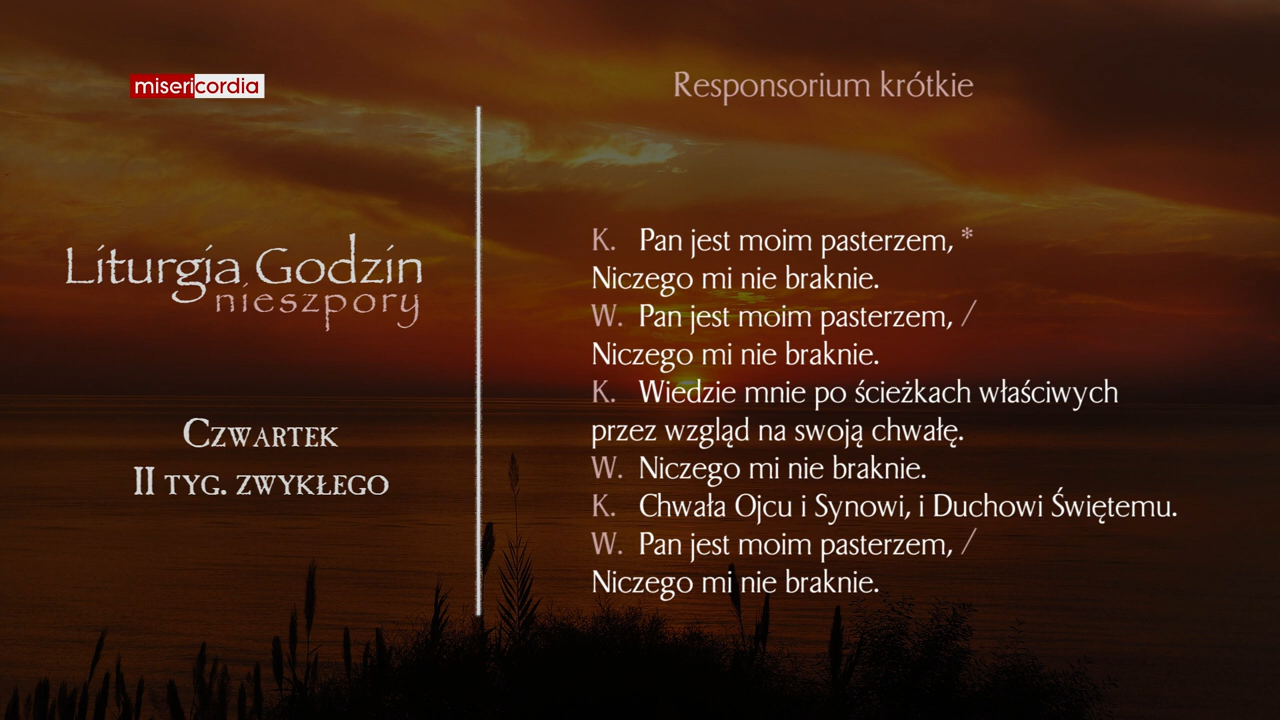 misericordia
Liturgia Godzin
nieszpory
Czwartek
II tyg. zwykłego
Responsorium krótkie
K. Pan jest moim pasterzem, *
Niczego mi nie braknie.
W. Pan jest moim pasterzem, /
Niczego mi nie braknie.
K. Wiedzie mnie po ścieżkach właściwych
przez wzgląd na swoją chwałę.
W. Niczego mi nie braknie.
K. Chwała Ojcu i Synowi, i Duchowi Świętemu.
W. Pan jest moim pasterzem, /
Niczego mi nie braknie.